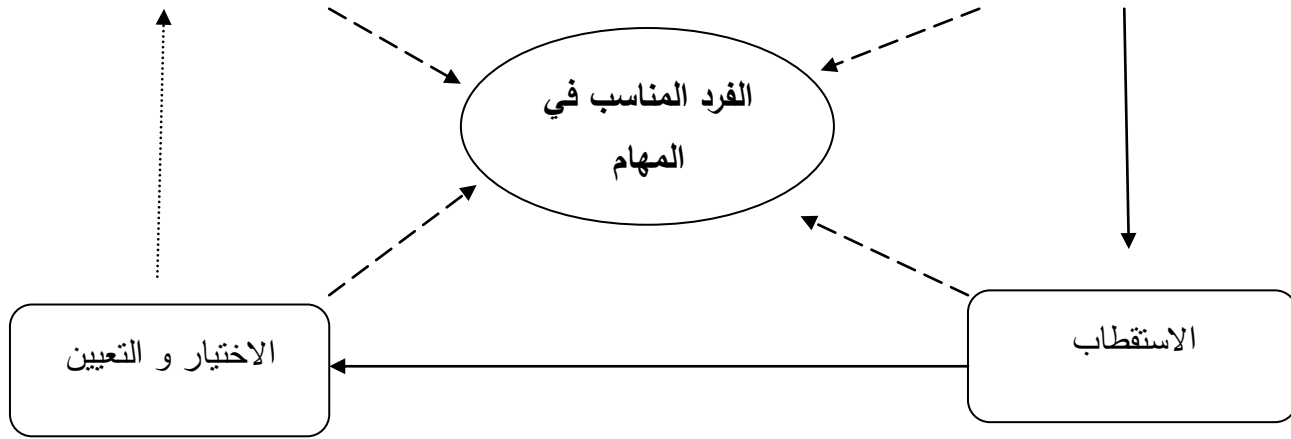 الفرد المناسب في
المهام
الاستقطاب
الاختيار و التعيين